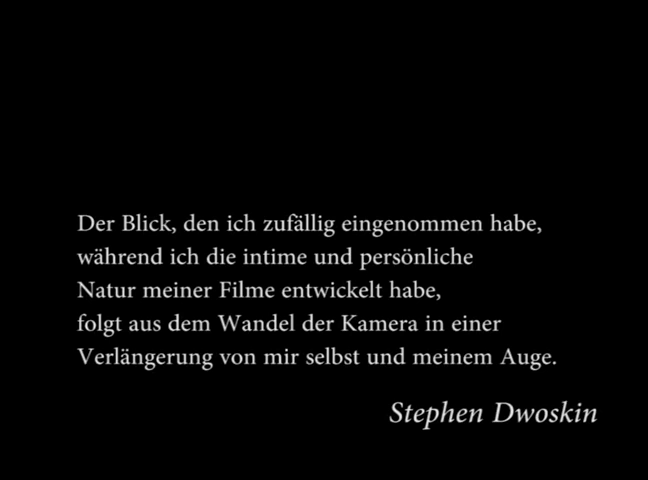 Der Blick, den ich zufällig eingenommen habe,
während ich die intime und persönliche
Natur meiner Filme entwickelt habe,
folgt aus dem Wandel der Kamera in einer
Verlängerung von mir selbst und meinem Auge.
Stephen Dwoskin